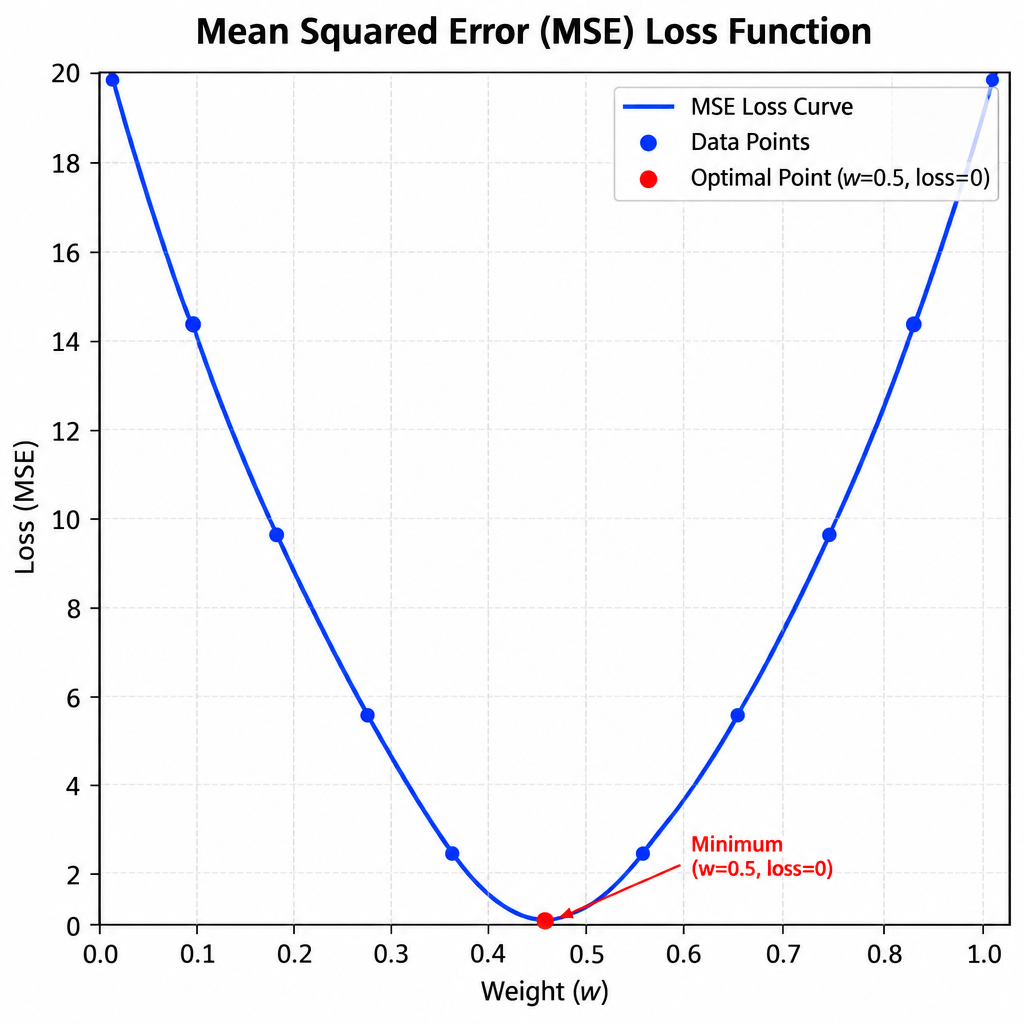 Mean Squared Error (MSE) Loss Function
20
18
16
14
12
10
8
6
4
2
0
Loss (MSE)
MSE Loss Curve
Data Points
Optimal Point (w=0.5, loss=0)
Minimum
(w=0.5, loss=0)
0.0 0.1 0.2 0.3 0.4 0.5 0.6 0.7 0.8 1.0
Weight (w)